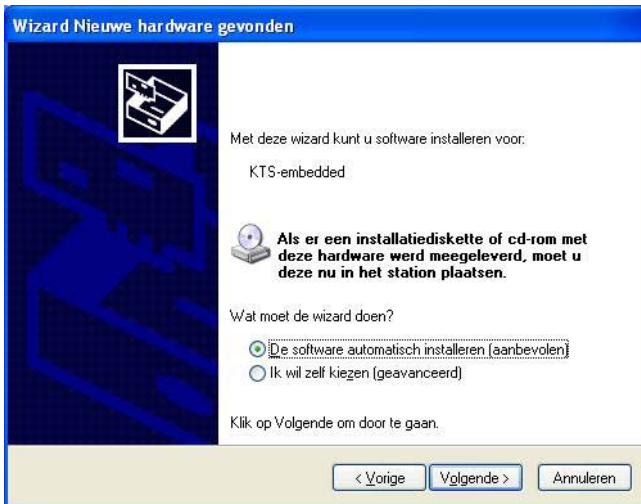 Wizard Nieuwe hardware gevonden
Met deze wizard kunt u software installeren voor:
KTS-embedded
Als er een installatiediskette of cd-rom met
deze hardware werd meegeleverd, moet u
deze nu in het station plaatsen.
Wat moet de wizard doen?
De software automatisch installeren (aanbevolen)
Ik wil zelf kiezen (geavanceerd)
Klik op Volgende om door te gaan.
< Vorige Volgende > Annuleren